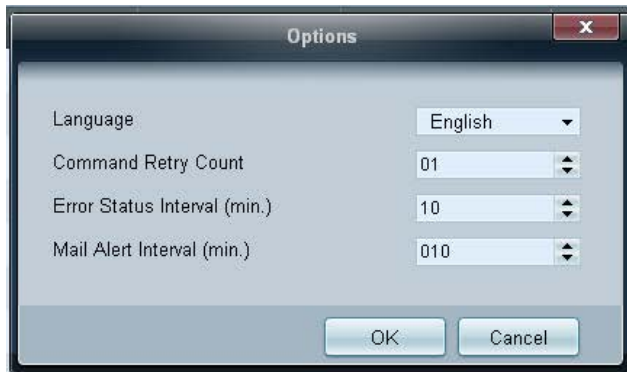 Options
x
Language English
Command Retry Count 01
Error Status Interval (min.) 10
Mail Alert Interval (min.) 010
OK Cancel